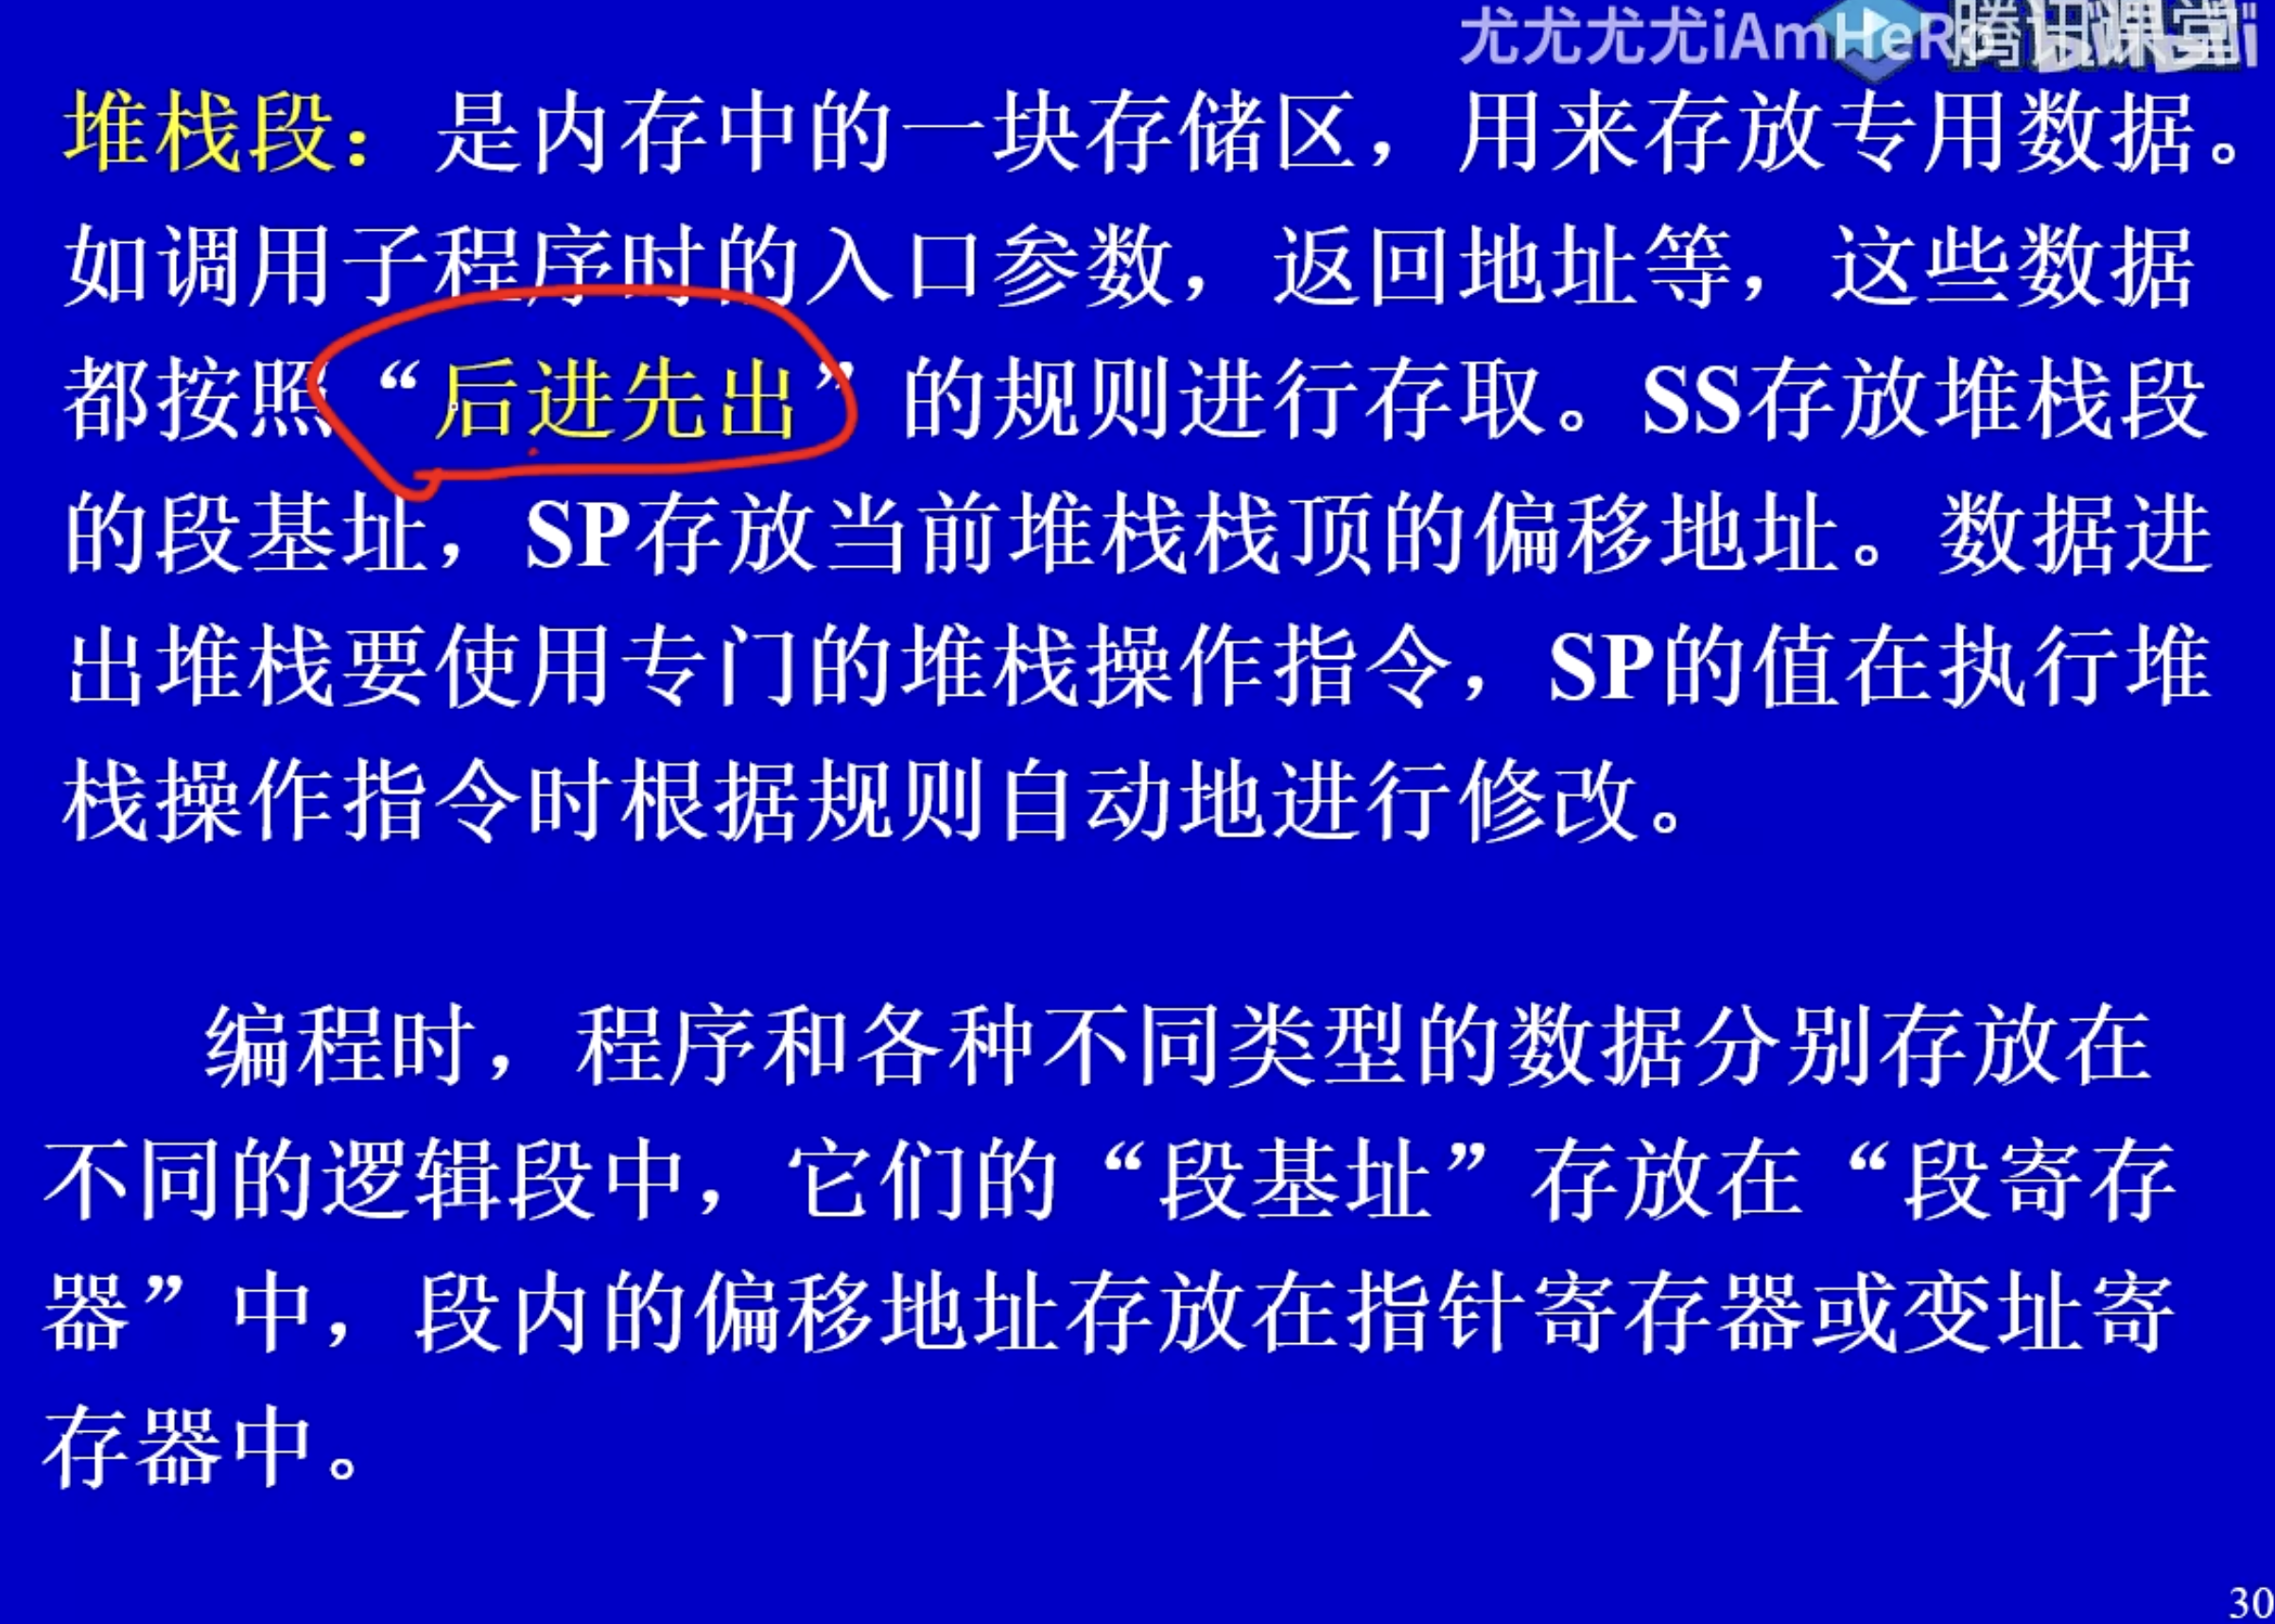 尤尤尤尤iAmHeR 腾讯课堂
堆栈段：是内存中的一块存储区，用来存放专用数据。
如调用子程序时的入口参数，返回地址等，这些数据
都按照“后进先出”的规则进行存取。SS存放堆栈段
的段基址，SP存放当前堆栈栈顶的偏移地址。数据进
出堆栈要使用专门的堆栈操作指令，SP的值在执行堆
栈操作指令时根据规则自动地进行修改。
编程时，程序和各种不同类型的数据分别存放在
不同的逻辑段中，它们的“段基址”存放在“段寄存
器”中，段内的偏移地址存放在指针寄存器或变址寄
存器中。
30